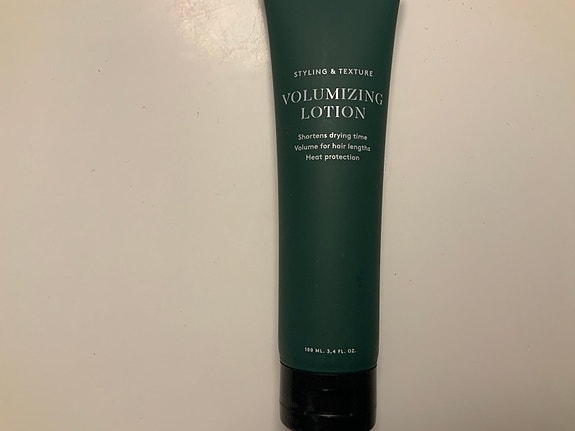 STYLING & TEXTURE
VOLUMIZING
LOTION
Shortens drying time
Volume for hair lengths
Heat protection
100 ML. 3,4 FL. OZ.